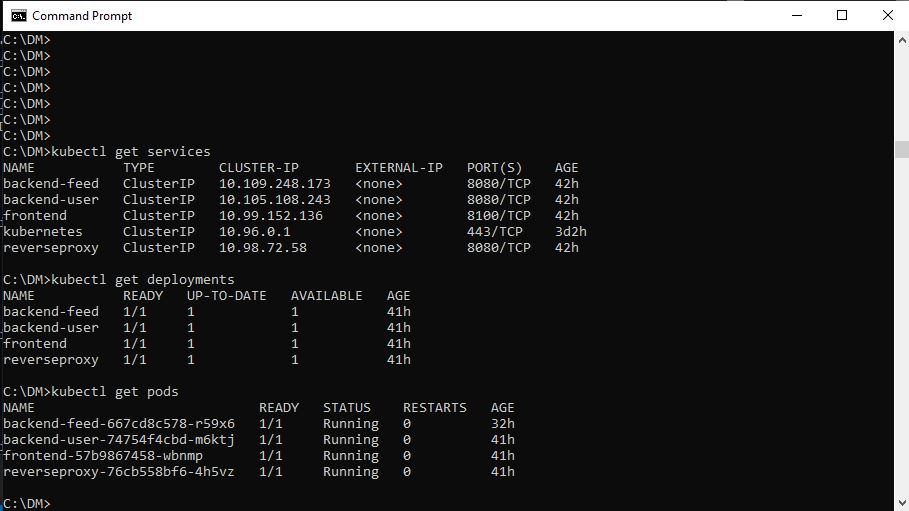 Command Prompt
C:\DM>
C:\DM>
C:\DM>
C:\DM>
C:\DM>
C:\DM>
C:\DM>
C:\DM>kubectl get services
NAME           TYPE        CLUSTER-IP       EXTERNAL-IP   PORT(S)    AGE
backend-feed   ClusterIP   10.109.248.173   <none>        8080/TCP   42h
backend-user   ClusterIP   10.105.108.243   <none>        8080/TCP   42h
frontend       ClusterIP   10.99.152.136    <none>        8100/TCP   42h
kubernetes     ClusterIP   10.96.0.1        <none>        443/TCP    3d2h
reverseproxy   ClusterIP   10.98.72.58      <none>        8080/TCP   42h
C:\DM>kubectl get deployments
NAME           READY   UP-TO-DATE   AVAILABLE   AGE
backend-feed   1/1     1            1           41h
backend-user   1/1     1            1           41h
frontend       1/1     1            1           41h
reverseproxy   1/1     1            1           41h
C:\DM>kubectl get pods
NAME                            READY   STATUS    RESTARTS   AGE
backend-feed-667cd8c578-r59x6   1/1     Running   0          32h
backend-user-74754f4cbd-m6ktj   1/1     Running   0          41h
frontend-57b9867458-wbnmp       1/1     Running   0          41h
reverseproxy-76cb558bf6-4h5vz   1/1     Running   0          41h
C:\DM>